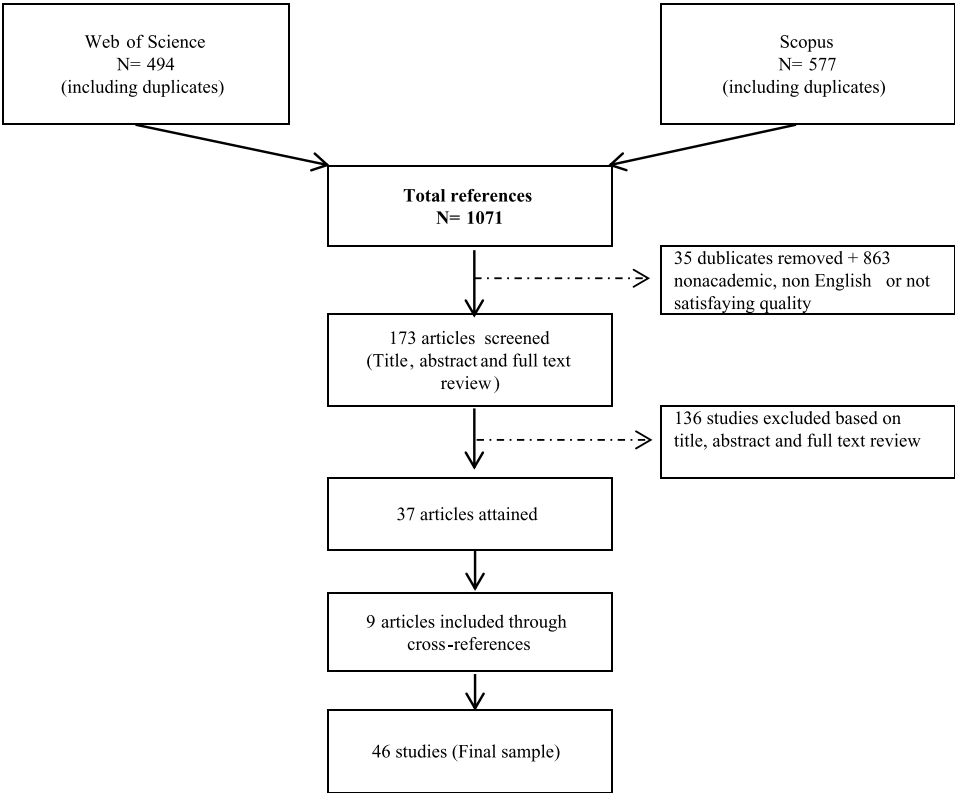 Web of Science
N= 494
(including duplicates)
Scopus
N= 577
(including duplicates)
Total references
N= 1071
35 dublicates removed + 863
nonacademic, non English or not
satisfaying quality
173 articles screened
(Title, abstract and full text
review)
136 studies excluded based on
title, abstract and full text review
37 articles attained
9 articles included through
cross-references
46 studies (Final sample)